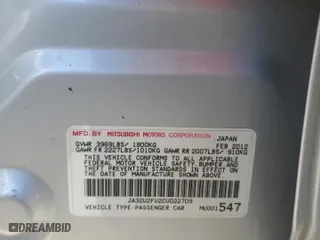 MFD. BY MITSUBISHI MOTORS CORPORATION, JAPAN
GVWR 3969LBS/ 1800KG FEB 2012
GAWR FR 2227LBS/1010KG GAWR RR 2007LBS/ 910KG
THIS VEHICLE CONFORMS TO ALL APPLICABLE
FEDERAL MOTOR VEHICLE SAFETY, BUMPER, AND
THEFT PREVENTION STANDARDS IN EFFECT ON THE
DATE OF MANUFACTURE SHOWN ABOVE.
JA32U2FU2CU022709
VEHICLE TYPE: PASSENGER CAR MU001547
AUTOBIDMASTER